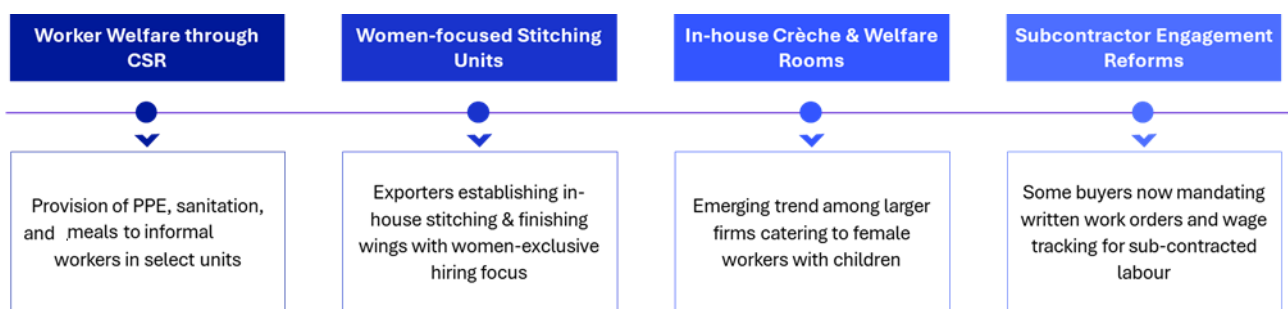 Worker Welfare through
CSR
Women-focused Stitching
Units
In-house Crèche & Welfare
Rooms
Subcontractor Engagement
Reforms
Provision of PPE, sanitation,
and meals to informal
workers in select units
Exporters establishing in-
house stitching & finishing
wings with women-exclusive
hiring focus
Emerging trend among larger
firms catering to female
workers with children
Some buyers now mandating
written work orders and wage
tracking for sub-contracted
labour